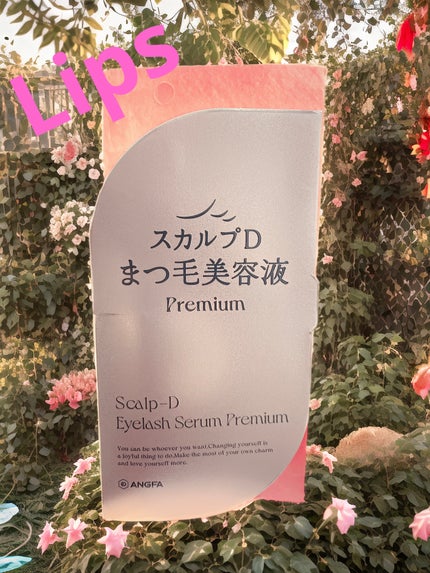 Lips
スカルプD
まつ毛美容液
Premium
Scalp-D
Eyelash Serum Premium
You can be whoever you want.Changing yourself is
a joyful thing to do.Make the most of your own charm
and love yourself more.
ANGFA